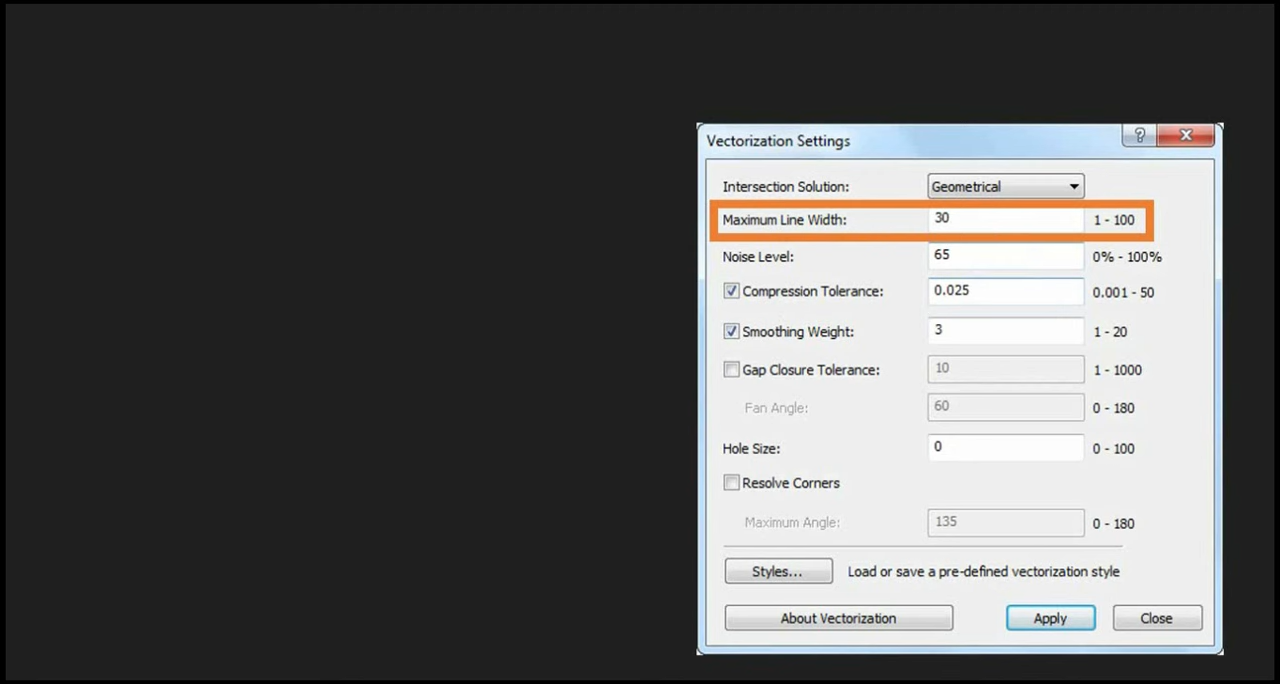 Vectorization Settings
?
Intersection Solution: Geometrical
Maximum Line Width: 30 1 - 100
Noise Level: 65 0% - 100%
Compression Tolerance: 0.025 0.001 - 50
Smoothing Weight: 3 1 - 20
Gap Closure Tolerance: 10 1 - 1000
Fan Angle: 60 0 - 180
Hole Size: 0 0 - 100
Resolve Corners
Maximum Angle: 135 0 - 180
Styles... Load or save a pre-defined vectorization style
About Vectorization Apply Close